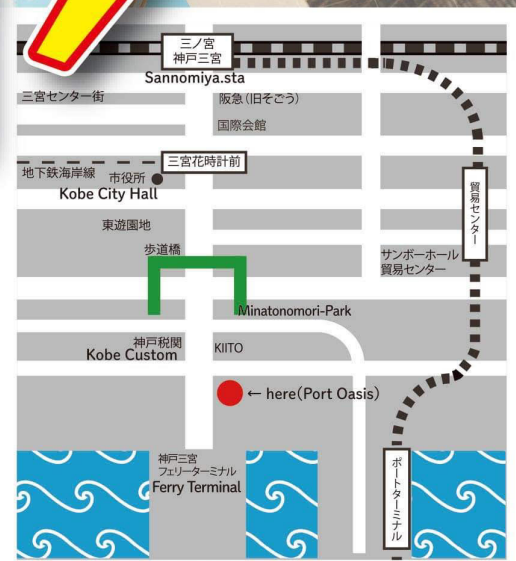 三ノ宮
神戸三宮
Sannomiya.sta
三宮センター街
阪急(旧そごう)
国際会館
三宮花時計前
地下鉄海岸線
市役所
Kobe City Hall
貿易センター
東遊園地
歩道橋
サンボーホール
貿易センター
Minatonomori-Park
神戸税関
Kobe Custom
KIITO
← here(Port Oasis)
神戸三宮
フェリーターミナル
Ferry Terminal
ポートターミナル